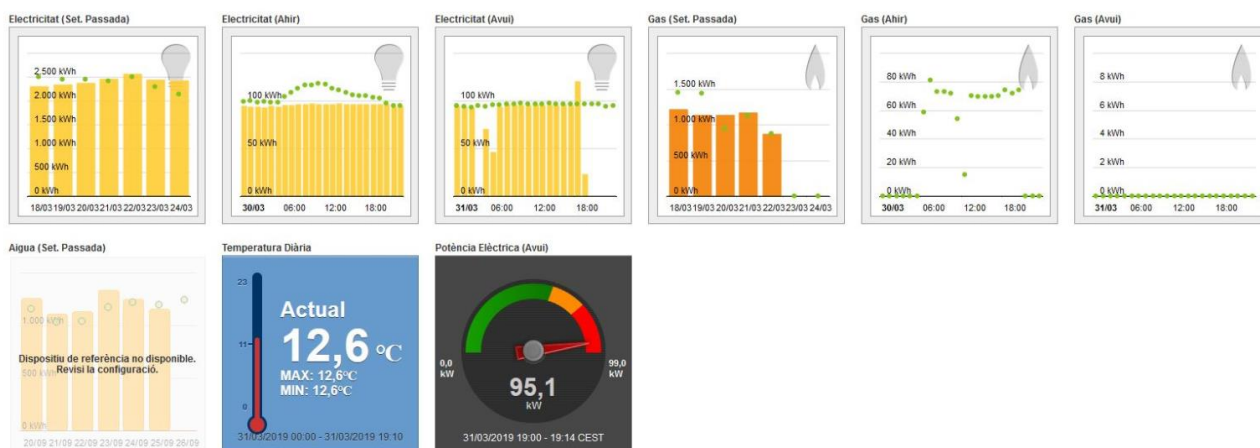 Electricitat (Set. Passada)
2.500 kWh
2.000 kWh
1.500 kWh
1.000 kWh
500 kWh
0 kWh
18/03 19/03 20/03 21/03 22/03 23/03 24/03
Electricitat (Ahir)
100 kWh
50 kWh
0 kWh
30/03 06:00 12:00 18:00
Electricitat (Avui)
100 kWh
50 kWh
0 kWh
31/03 06:00 12:00 18:00
Gas (Set. Passada)
1.500 kWh
1.000 kWh
500 kWh
0 kWh
18/03 19/03 20/03 21/03 22/03 23/03 24/03
Gas (Ahir)
80 kWh
60 kWh
40 kWh
20 kWh
0 kWh
30/03 06:00 12:00 18:00
Gas (Avui)
8 kWh
6 kWh
4 kWh
2 kWh
0 kWh
31/03 06:00 12:00 18:00
Aigua (Set. Passada)
1.000 kWh
Dispositiu de referència no disponible.
Revisi la configuració.
500 kWh
0 kWh
20/09 21/09 22/09 23/09 24/09 25/09 26/09
Temperatura Diària
23
11
0
Actual
12,6 ºC
MAX: 12,6ºC
MIN: 12,6ºC
31/03/2019 00:00 - 31/03/2019 19:10
Potència Elèctrica (Avui)
0,0
kW
99,0
kW
95,1
kW
31/03/2019 19:00 - 19:14 CEST